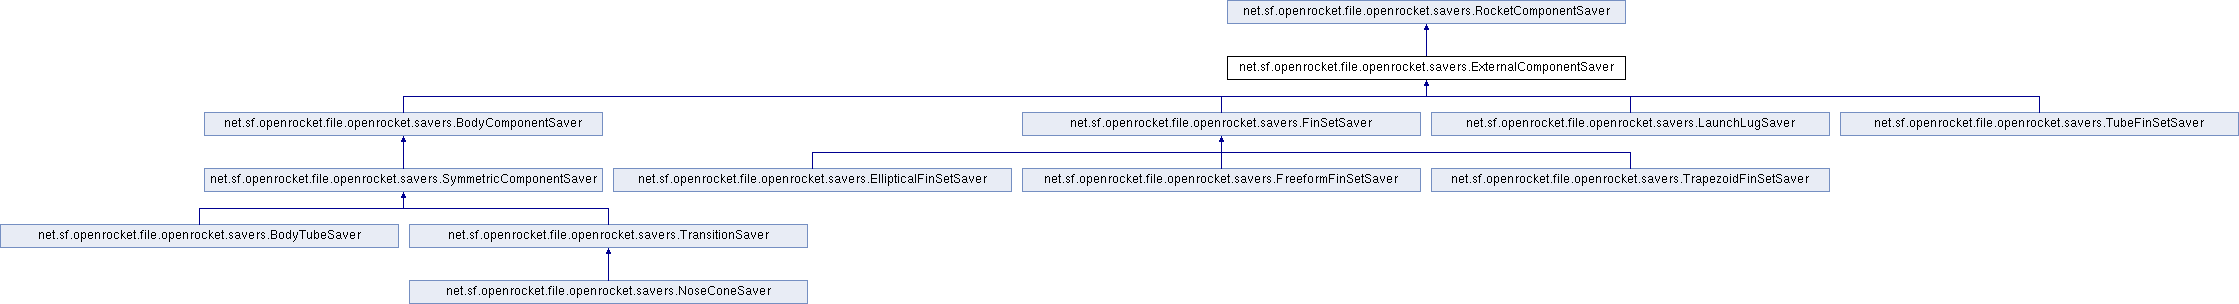 net.sf.openrocket.file.openrocket.savers.RocketComponentSaver
net.sf.openrocket.file.openrocket.savers.ExternalComponentSaver
net.sf.openrocket.file.openrocket.savers.BodyComponentSaver
net.sf.openrocket.file.openrocket.savers.FinSetSaver
net.sf.openrocket.file.openrocket.savers.LaunchLugSaver
net.sf.openrocket.file.openrocket.savers.TubeFinSetSaver
net.sf.openrocket.file.openrocket.savers.SymmetricComponentSaver
net.sf.openrocket.file.openrocket.savers.EllipticalFinSetSaver
net.sf.openrocket.file.openrocket.savers.FreeformFinSetSaver
net.sf.openrocket.file.openrocket.savers.TrapezoidFinSetSaver
net.sf.openrocket.file.openrocket.savers.BodyTubeSaver
net.sf.openrocket.file.openrocket.savers.TransitionSaver
net.sf.openrocket.file.openrocket.savers.NoseConeSaver